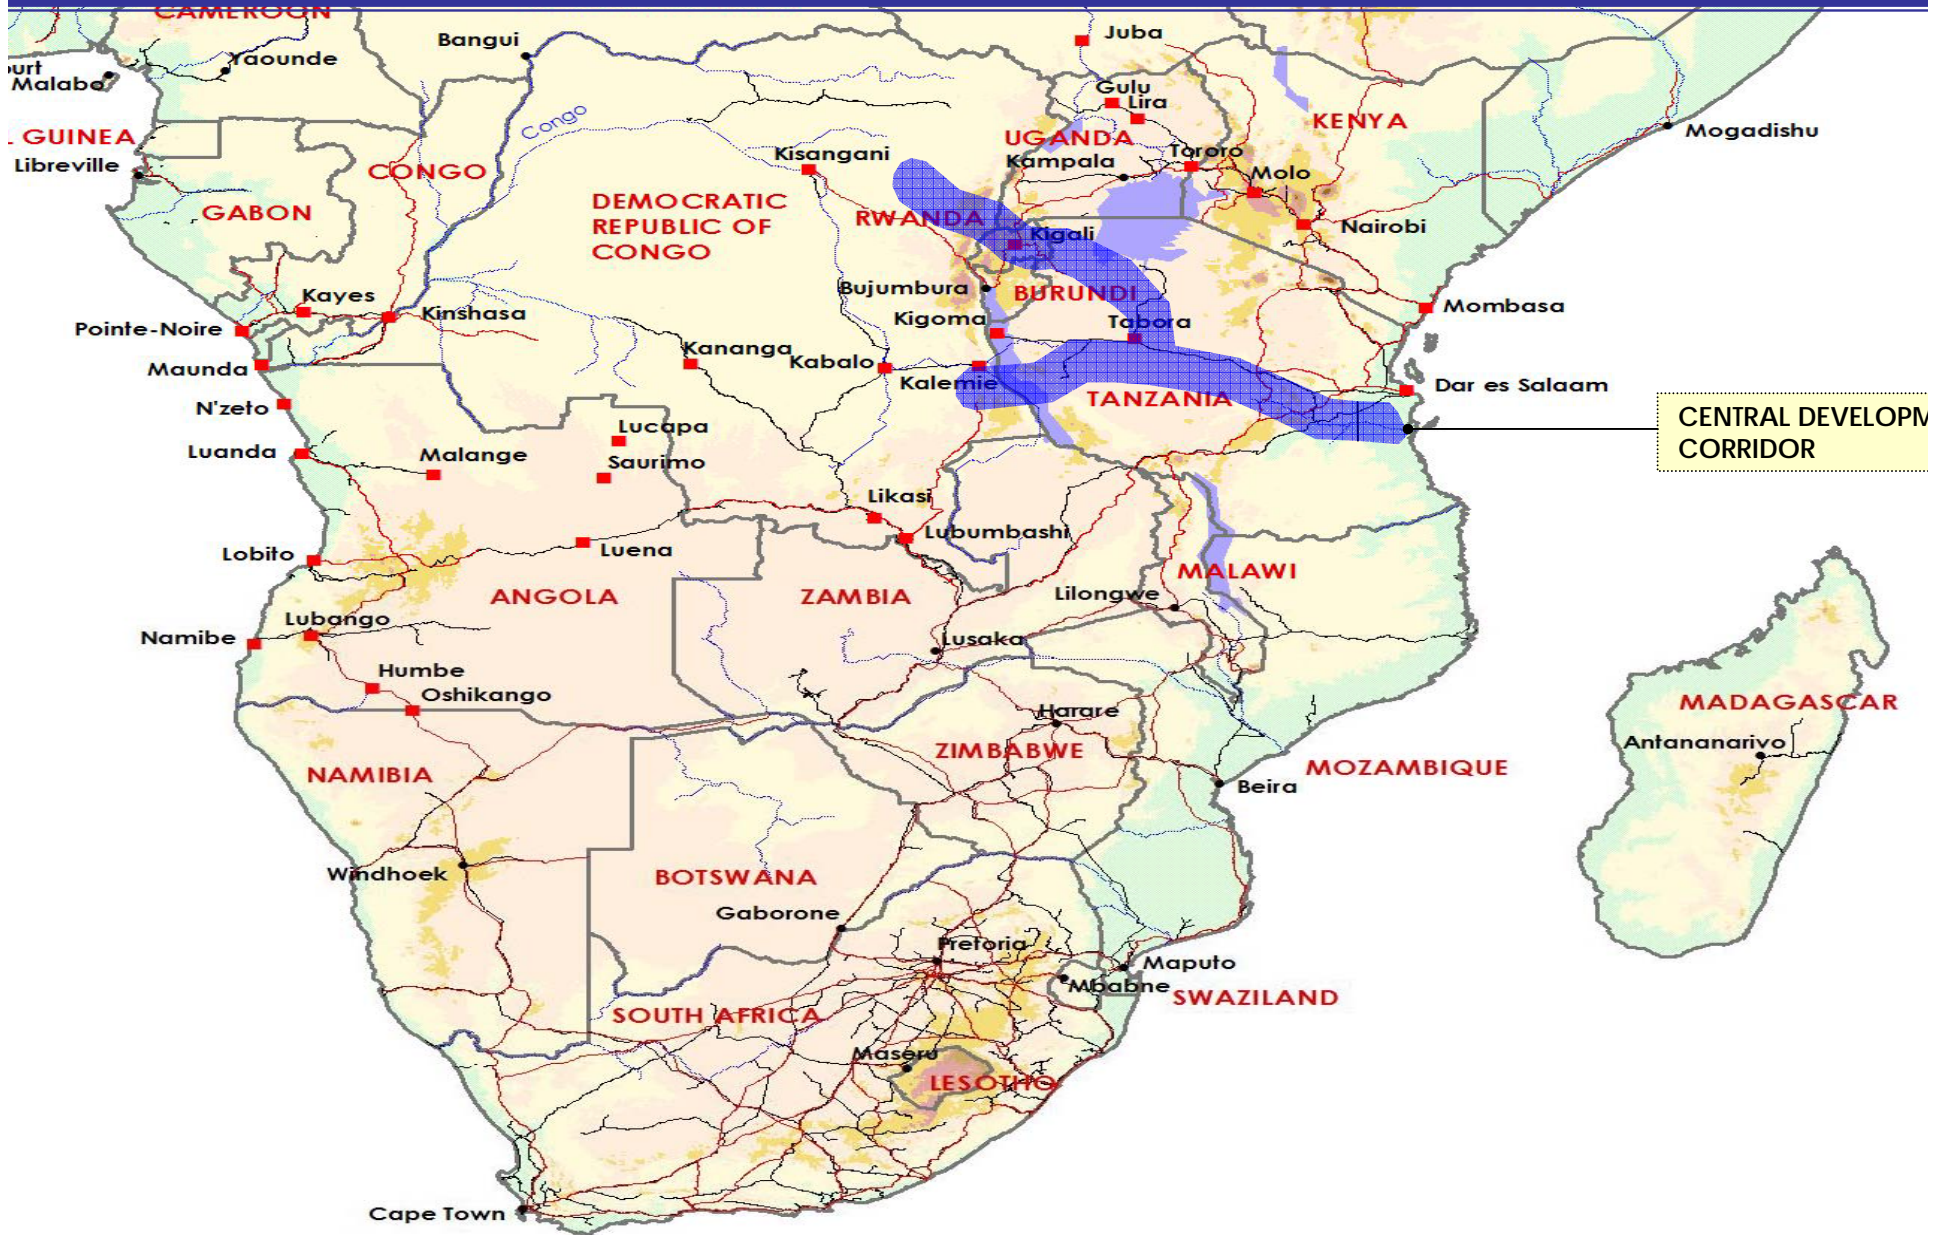 CAMEROON
Bangui
Juba
Yaounde
ourt
Malabo
Gulu
Lira
Congo
KENYA
L GUINEA
UGANDA
Mogadishu
Libreville
CONGO
Kisangani
Kampala
Tororo
Molo
GABON
DEMOCRATIC
REPUBLIC OF
CONGO
RWANDA
Kigali
Nairobi
Kayes
Kinshasa
Bujumbura
BURUNDI
Mombasa
Pointe-Noire
Kigoma
Tabora
Maunda
Kananga
Kabalo
Kalemie
Dar es Salaam
N'zeto
TANZANIA
CENTRAL DEVELOPM
CORRIDOR
Lucapa
Luanda
Malange
Saurimo
Likasi
Lubumbashi
Lobito
Luena
MALAWI
ANGOLA
ZAMBIA
Lilongwe
Lubango
Namibe
Lusaka
Humbe
Oshikango
MADAGASCAR
Harare
Antananarivo
ZIMBABWE
NAMIBIA
MOZAMBIQUE
Beira
Windhoek
BOTSWANA
Gaborone
Pretoria
Maputo
Mbabne
SWAZILAND
SOUTH AFRICA
Maseru
LESOTHO
Cape Town